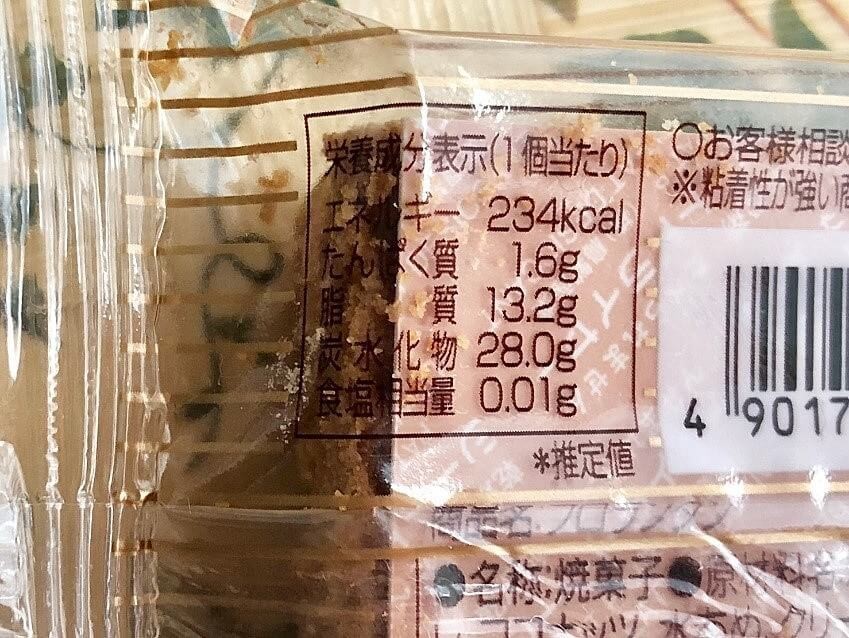 栄養成分表示(1個当たり)
エネルギー 234kcal
たんぱく質 1.6g
脂質 13.2g
炭水化物 28.0g
食塩相当量 0.01g
*推定値
〇お客様相談
※粘着性が強い
4 9017
商品名:フロランタン
●名称:焼菓子 ●原材料名